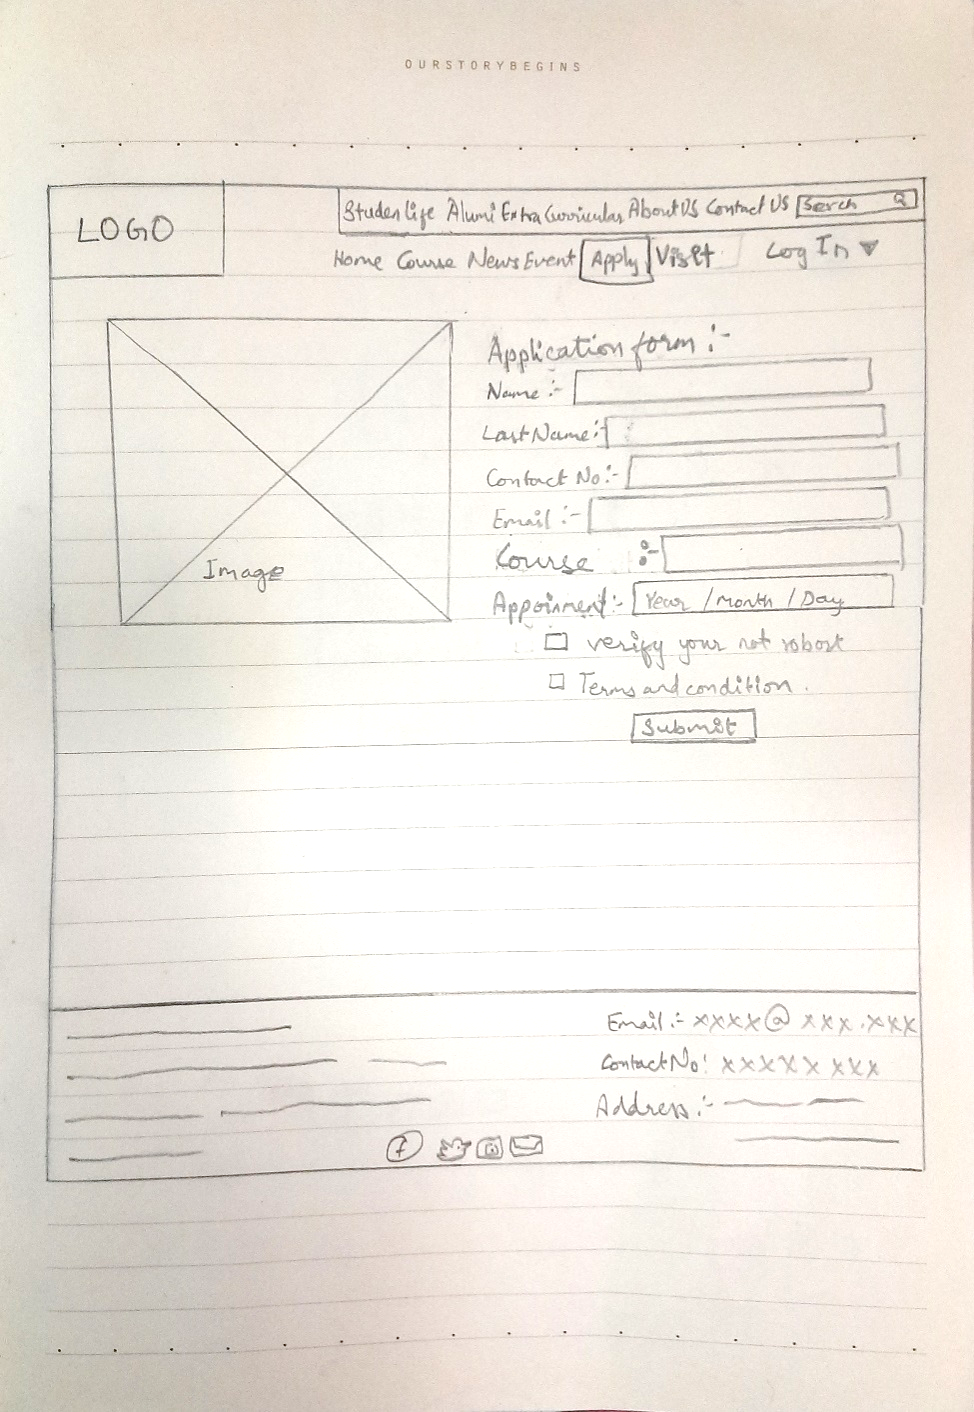 OURSTORYBEGINS
LOGO
Studen Life Alumi Extra Curricular About US Contact US Serch
Home Course News Event Apply Visit Log In
Application form :-
Name :-
Last Name :-
Contact No :-
Email :-
Course :-
Appoinment :- Year / Month / Day
Image
verify your not robort
Terms and condition .
Submit
Email :- xxxx@ xxx .xxx
Contact No : xxxxx xxx
Address :-
f